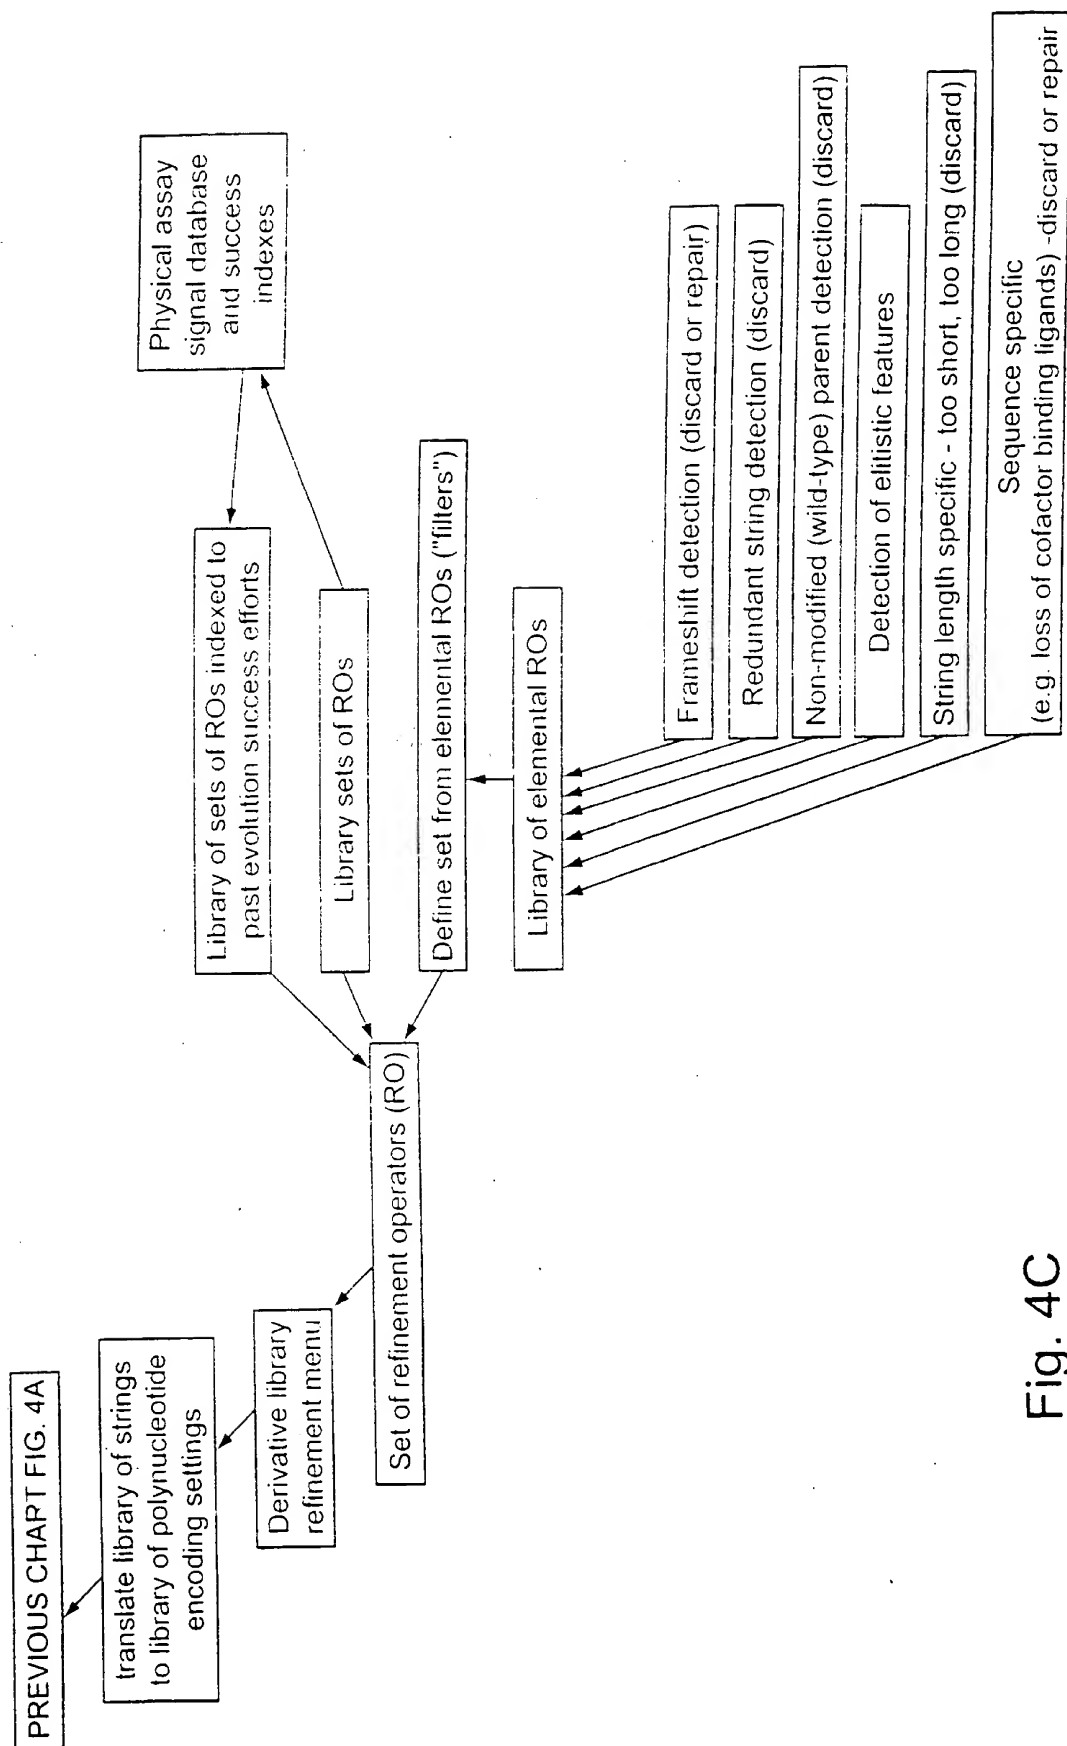 PREVIOUS CHART FIG. 4A
translate library of strings
to library of polynucleotide
encoding settings
Derivative library
refinement menu
Set of refinement operators (RO)
Library of sets of ROs indexed to
past evolution success efforts
Physical assay
signal database
and success
indexes
Library sets of ROs
Define set from elemental ROs ("filters")
Library of elemental ROs
Frameshift detection (discard or repair)
Redundant string detection (discard)
Non-modified (wild-type) parent detection (discard)
Detection of elitistic features
String length specific - too short, too long (discard)
Sequence specific
(e.g. loss of cofactor binding ligands) -discard or repair
Fig. 4C